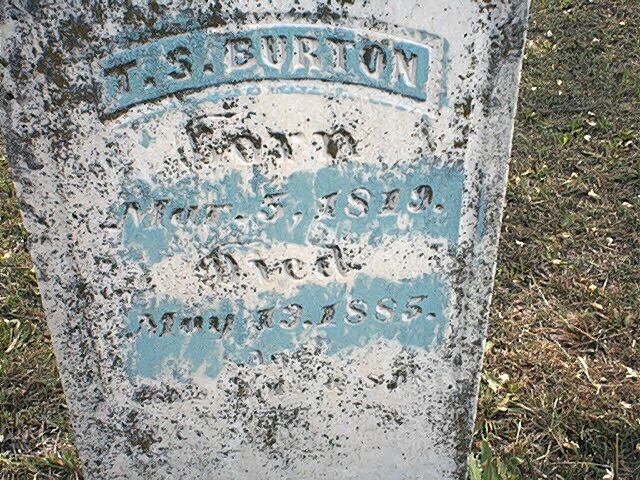 T. S. BURTON
Born
Mar. 5, 1819.
Died
May 13, 1885.